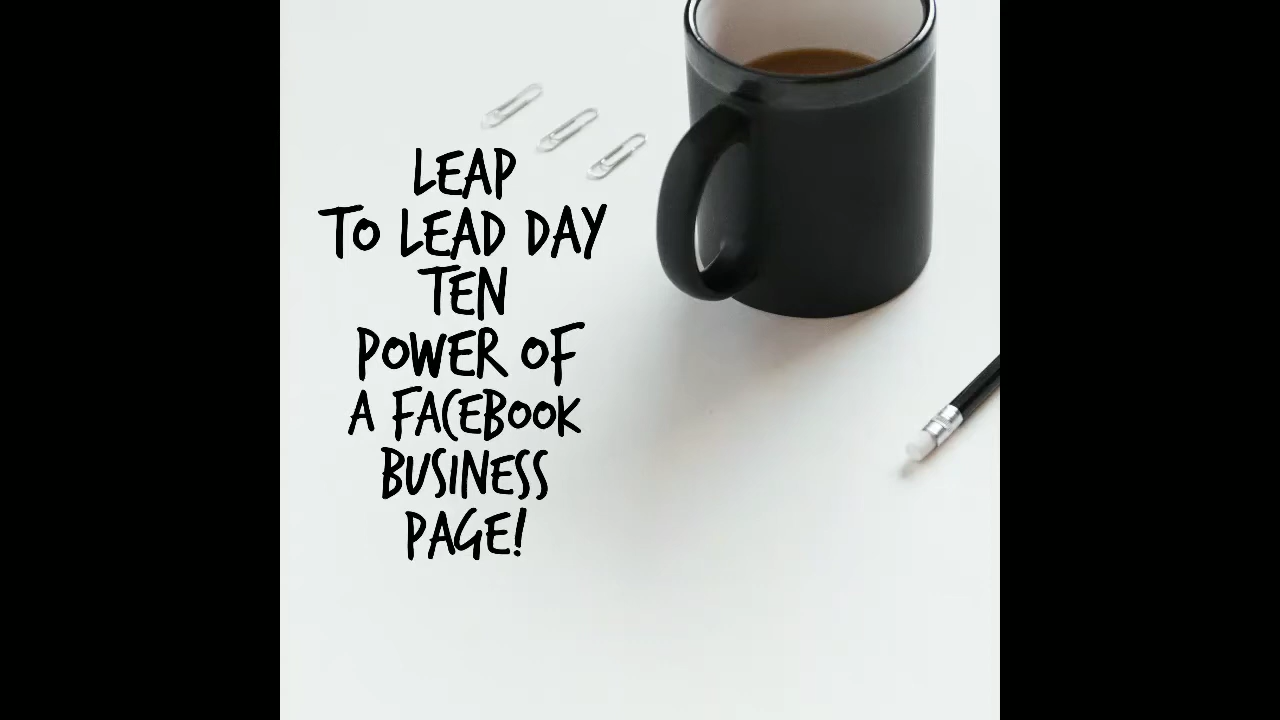 LEAP
TO LEAD DAY
TEN
POWER OF
A FACEBOOK
BUSINESS
PAGE!